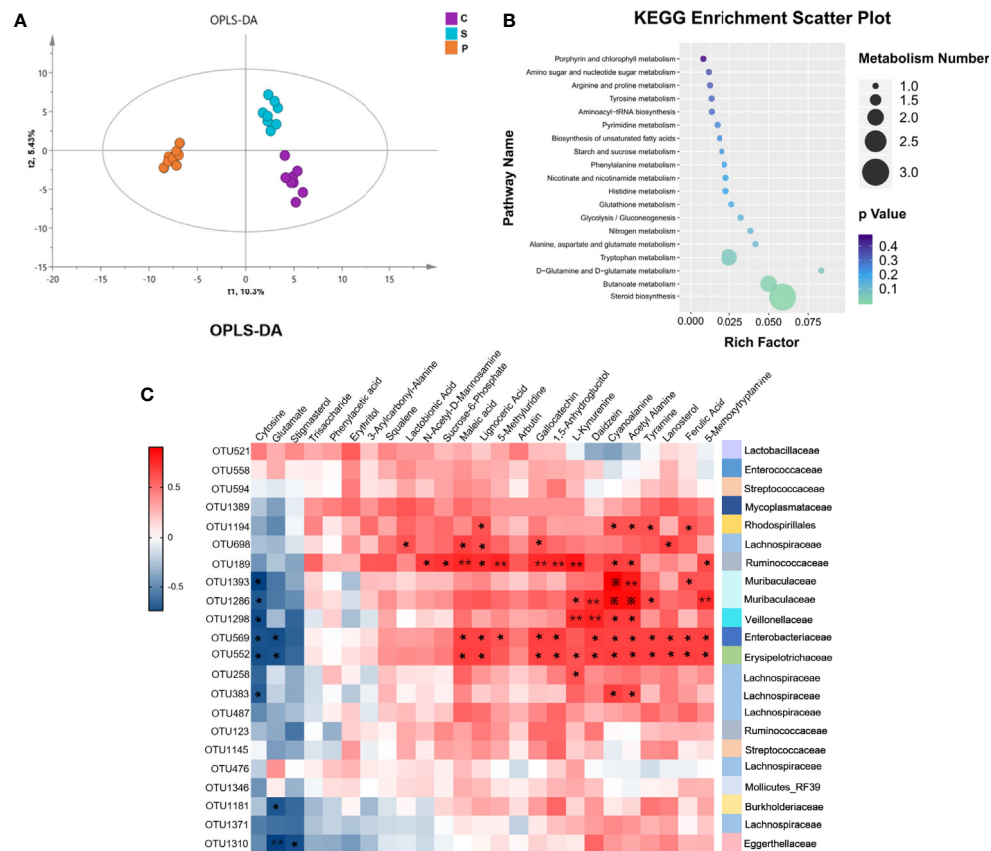 A
OPLS-DA
C
S
P
10
5
0
-5
-10
-15
t2, 5.43%
-20
-15
-10
-5
0
5
10
15
20
t1, 10.3%
OPLS-DA
B
KEGG Enrichment Scatter Plot
Pathway Name
Porphyrin and chlorophyll metabolism
Amino sugar and nucleotide sugar metabolism
Arginine and proline metabolism
Tyrosine metabolism
Aminoacyl-tRNA biosynthesis
Pyrimidine metabolism
Biosynthesis of unsaturated fatty acids
Starch and sucrose metabolism
Phenylalanine metabolism
Nicotinate and nicotinamide metabolism
Histidine metabolism
Glutathione metabolism
Glycolysis / Gluconeogenesis
Nitrogen metabolism
Alanine, aspartate and glutamate metabolism
Tryptophan metabolism
D-Glutamine and D-glutamate metabolism
Butanoate metabolism
Steroid biosynthesis
0.000
0.025
0.050
0.075
Rich Factor
Metabolism Number
1.0
1.5
2.0
2.5
3.0
p Value
0.4
0.3
0.2
0.1
C
0.5
0
-0.5
Cytosine
Glutamate
Stigmasterol
Trisaccharide
Phenylacetic acid
Erythritol
3-Arylcarbonyl-Alanine
Squalene
Lactobionic Acid
N-Acetyl-D-Mannosamine
Sucrose-6-Phosphate
Maleic acid
Lignoceric Acid
5-Methyluridine
Arbutin
Gallocatechin
1,5-Anhydroglucitol
L-Kynurenine
Daidzein
Cyanoalanine
Acetyl Alanine
Tyramine
Lanosterol
Ferulic Acid
5-Memoxytryptamine
OTU521 Lactobacillaceae
OTU558 Enterococcaceae
OTU594 Streptococcaceae
OTU1389 Mycoplasmataceae
OTU1194 * * * * * Rhodospirillales
OTU698 * * * * * Lachnospiraceae
OTU189 * * ** * ** ** ** ** * * * Ruminococcaceae
OTU1393 * ※ ** * Muribaculaceae
OTU1286 * * ** ※ ※ * ** Muribaculaceae
OTU1298 * ** ** * * Veillonellaceae
OTU569 * * * * * * * * * * * * * * Enterobacteriaceae
OTU552 * * * * * * * * * * * * * * Erysipelotrichaceae
OTU258 * Lachnospiraceae
OTU383 * * * Lachnospiraceae
OTU487 Lachnospiraceae
OTU123 Ruminococcaceae
OTU1145 Streptococcaceae
OTU476 Lachnospiraceae
OTU1346 Mollicutes_RF39
OTU1181 * Burkholderiaceae
OTU1371 Lachnospiraceae
OTU1310 ** * Eggerthellaceae